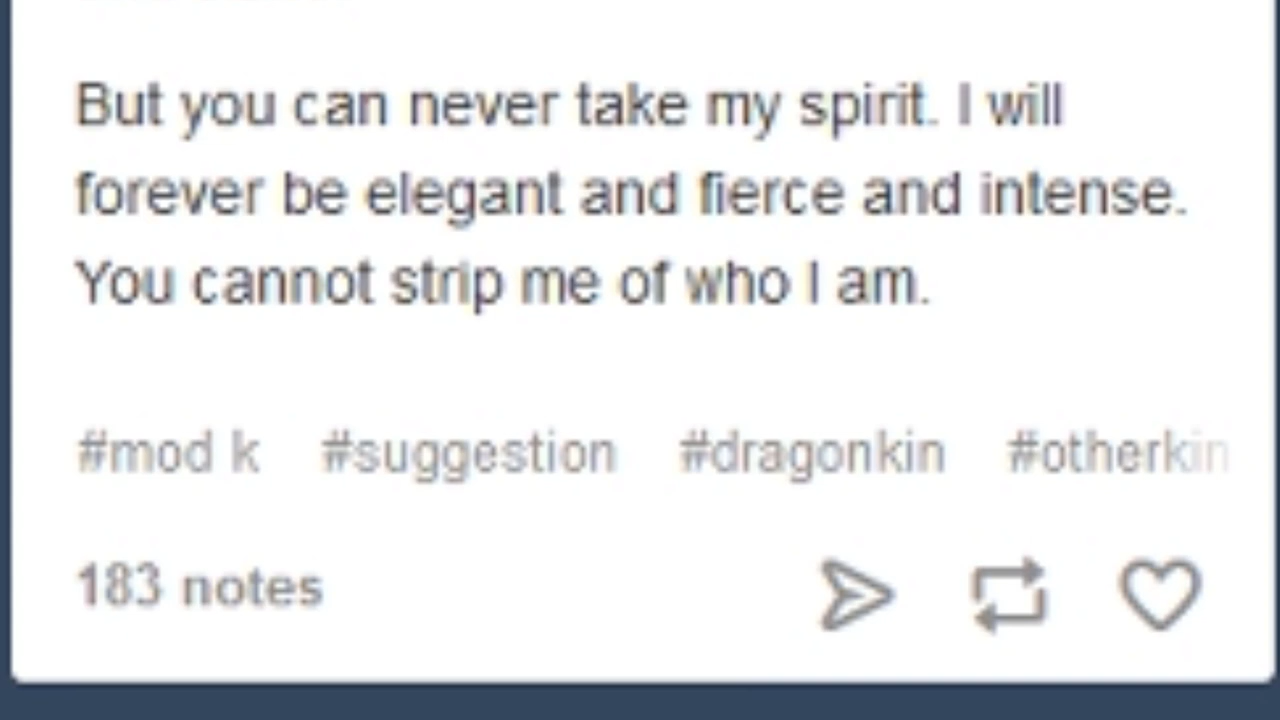 But you can never take my spirit. I will
forever be elegant and fierce and intense.
You cannot strip me of who I am.
#mod k #suggestion #dragonkin #otherkin
183 notes